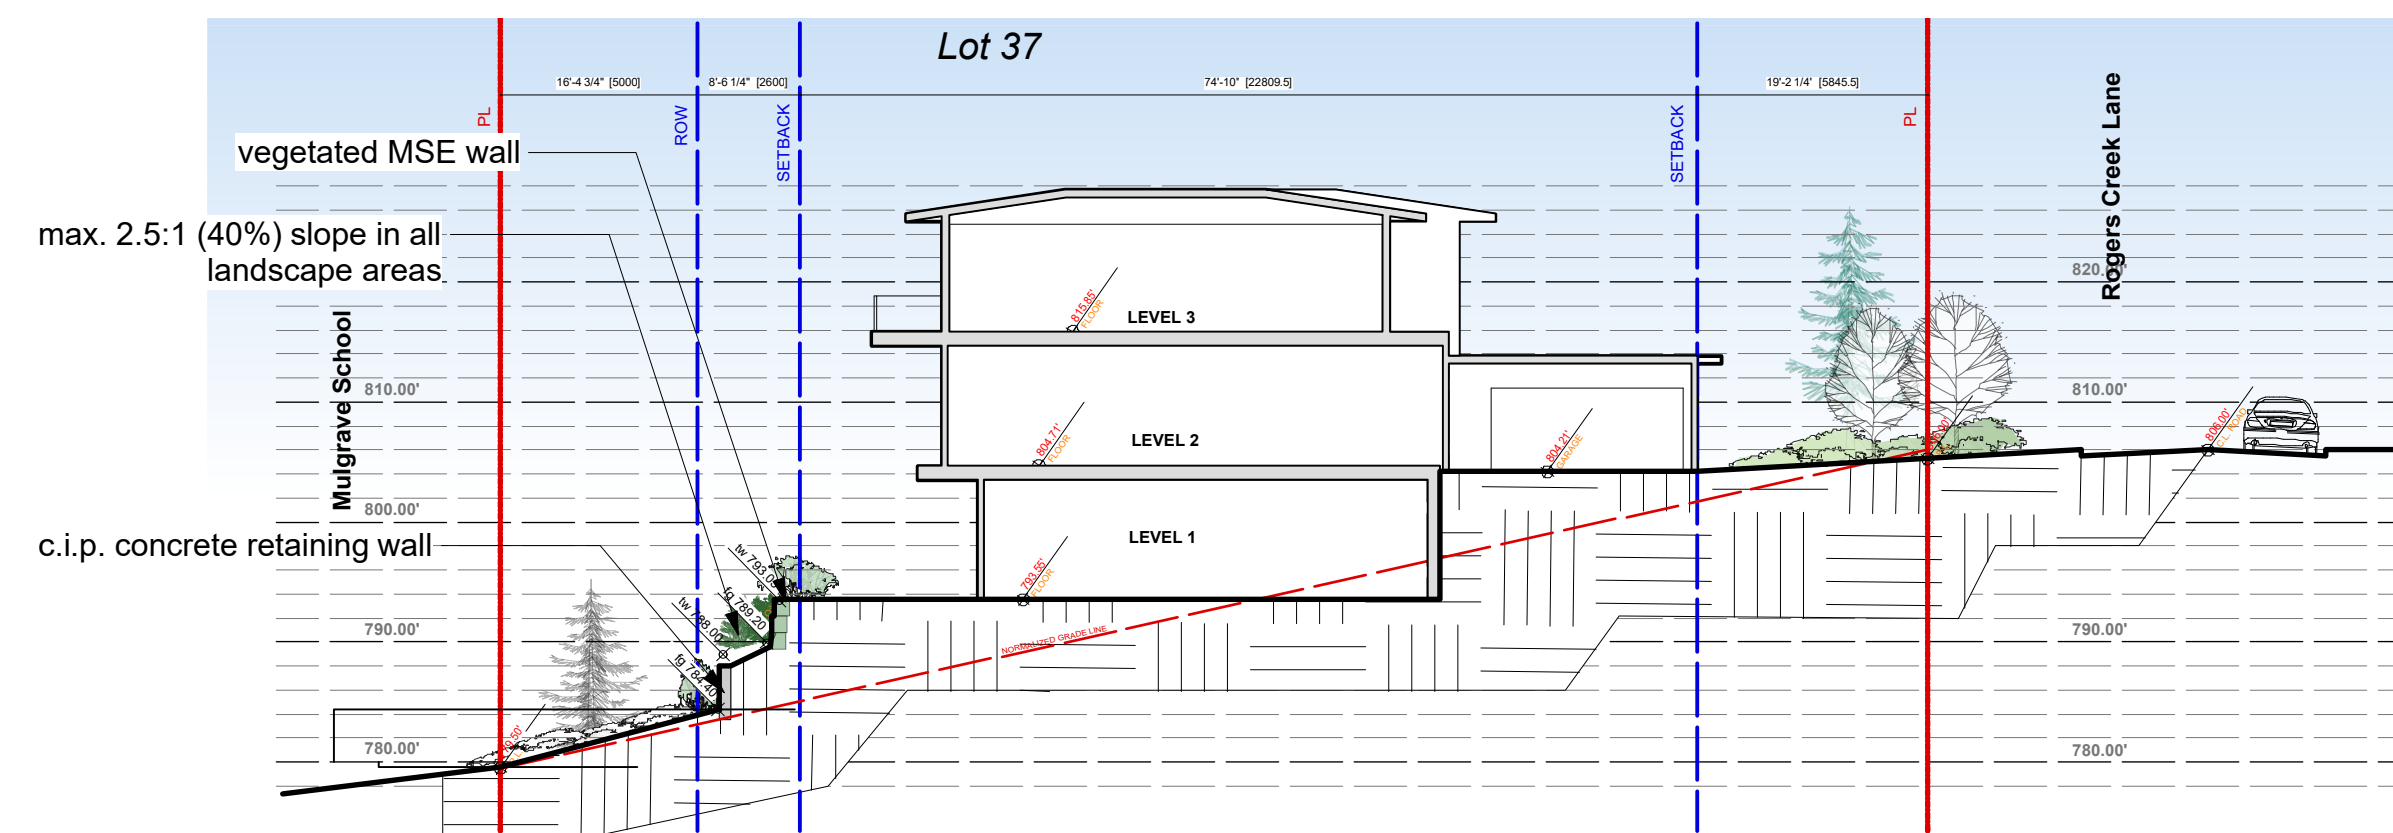 Lot 37
16'-4 3/4" [5000]
8'-6 1/4" [2600]
74'-10" [22809.5]
19'-2 1/4" [5845.5]
PL
ROW
SETBACK
SETBACK
PL
Rogers Creek Lane
vegetated MSE wall
max. 2.5:1 (40%) slope in all
landscape areas
Mulgrave School
c.i.p. concrete retaining wall
820.00'
810.00'
810.00'
800.00'
790.00'
790.00'
780.00'
780.00'
815.85'
FLOOR
LEVEL 3
804.71'
FLOOR
LEVEL 2
804.21'
GARAGE
806.00'
C.L. ROAD
793.55'
FLOOR
LEVEL 1
tw 793.05
fg 789.20
tw 788.00
fg 784.40
NORMALIZED GRADE LINE